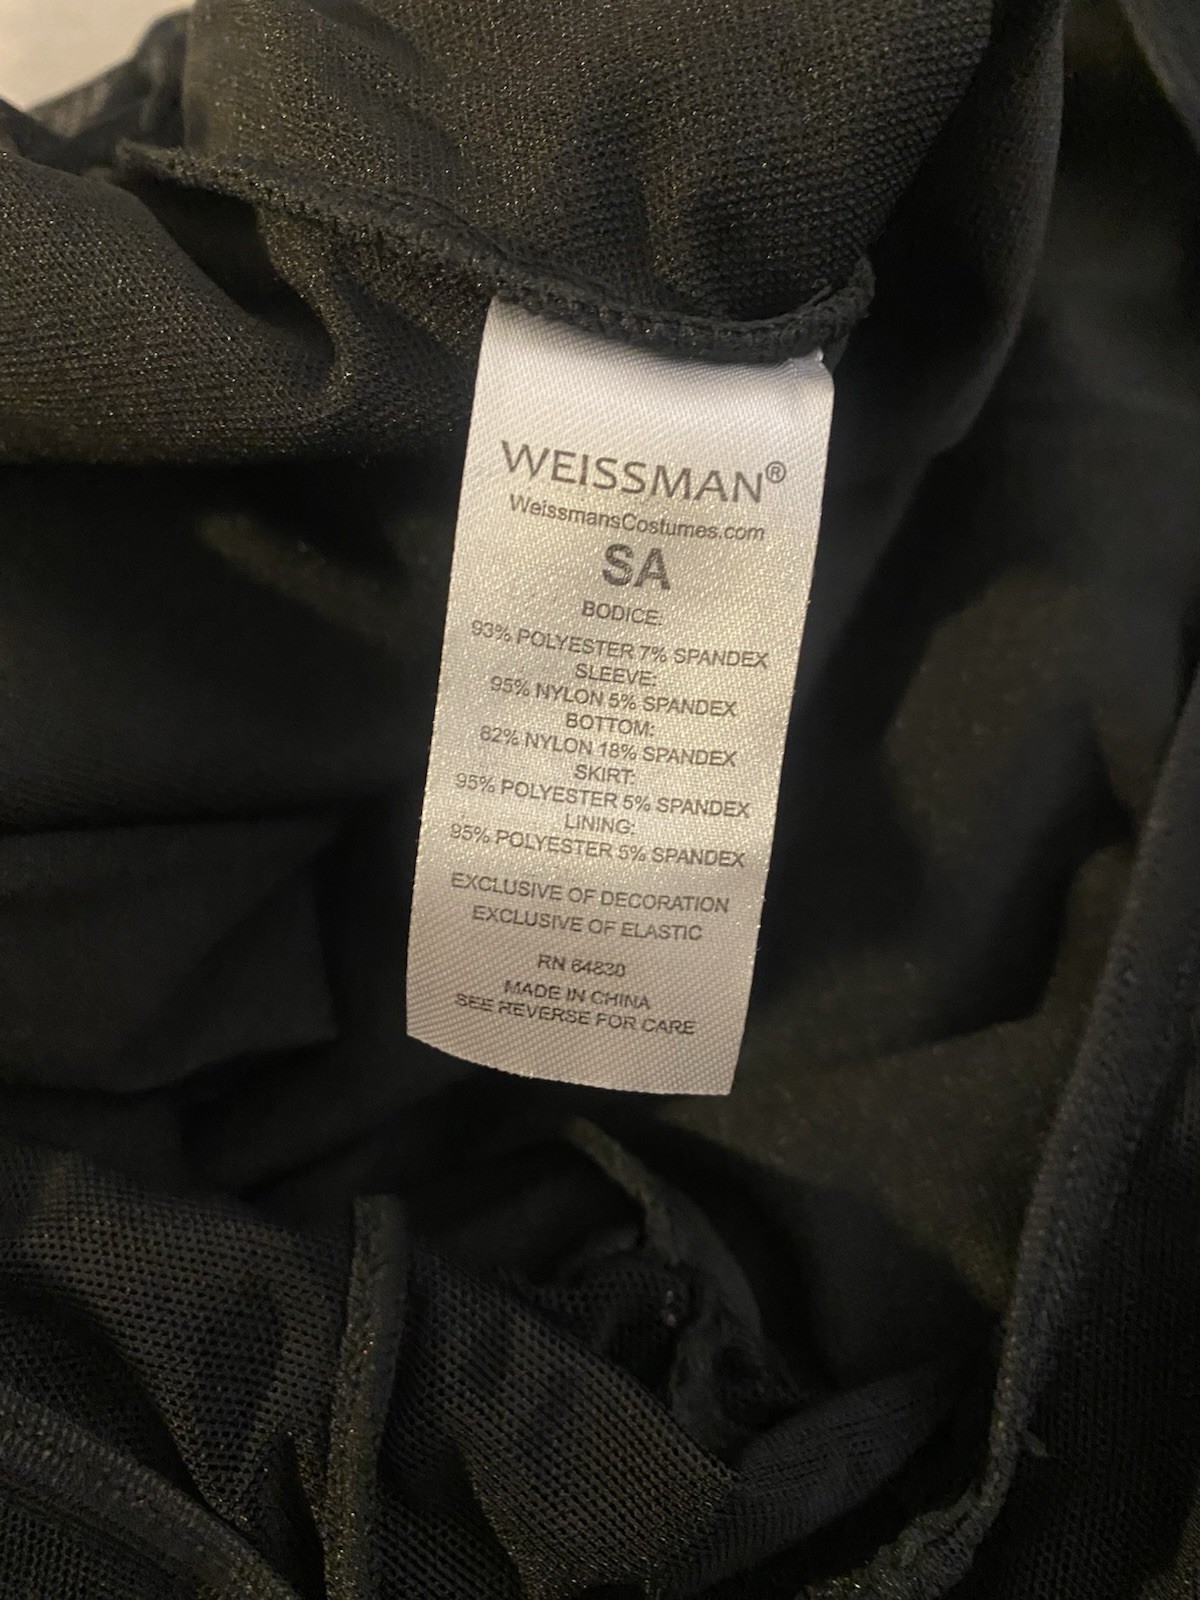 WEISSMAN®
WeissmansCostumes.com
SA
BODICE:
93% POLYESTER 7% SPANDEX
SLEEVE:
95% NYLON 5% SPANDEX
BOTTOM:
82% NYLON 18% SPANDEX
SKIRT:
95% POLYESTER 5% SPANDEX
LINING:
95% POLYESTER 5% SPANDEX
EXCLUSIVE OF DECORATION
EXCLUSIVE OF ELASTIC
RN 64830
MADE IN CHINA
SEE REVERSE FOR CARE